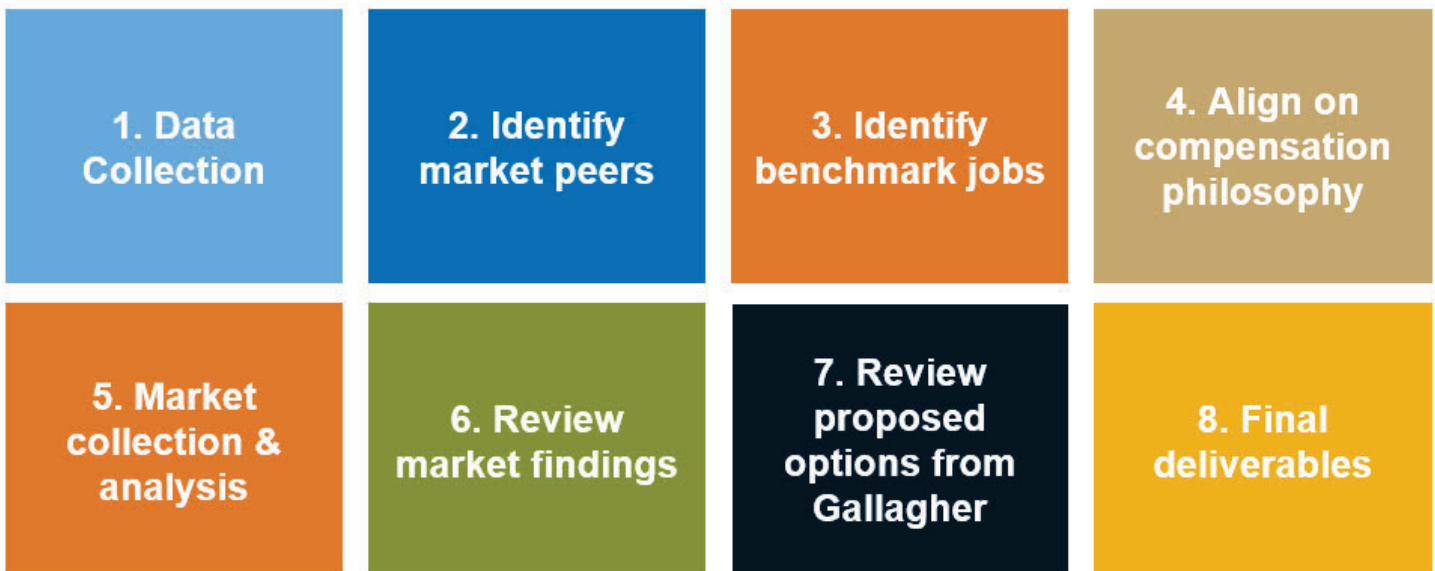 1. Data
Collection
2. Identify
market peers
3. Identify
benchmark jobs
4. Align on
compensation
philosophy
5. Market
collection &
analysis
6. Review
market findings
7. Review
proposed
options from
Gallagher
8. Final
deliverables